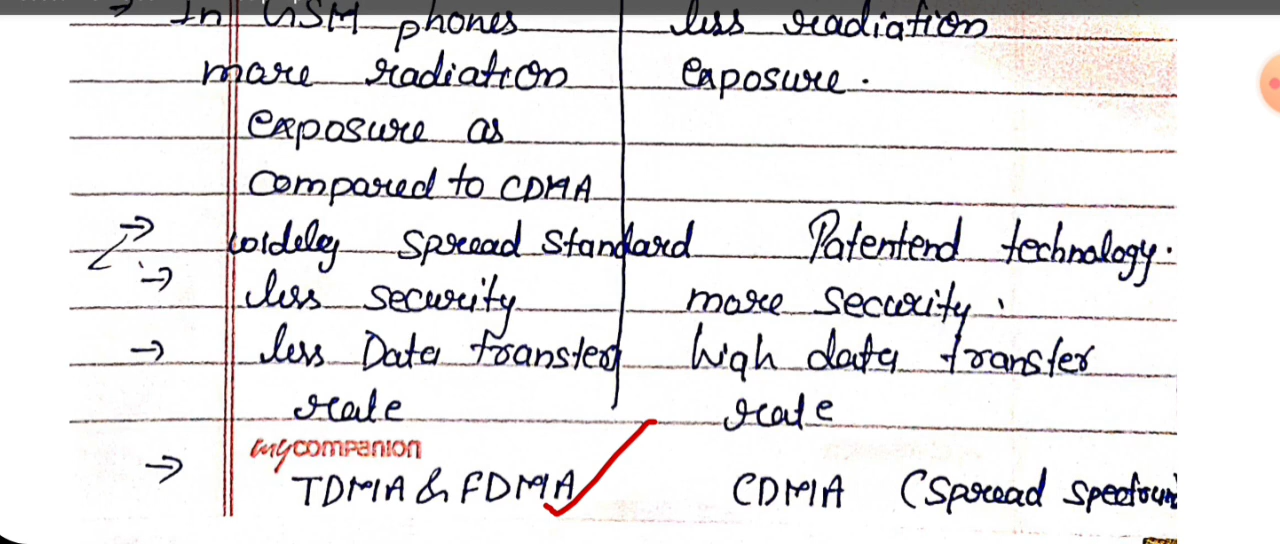 → In GSM phones less radiation
more radiation exposure.
exposure as
compared to CDMA
→ widely spread standard Patentend technology.
→ less security more security.
→ less Data transfer high data transfer
rate rate
mycompanion
→ TDMA & FDMA CDMA (Spread Spectrum